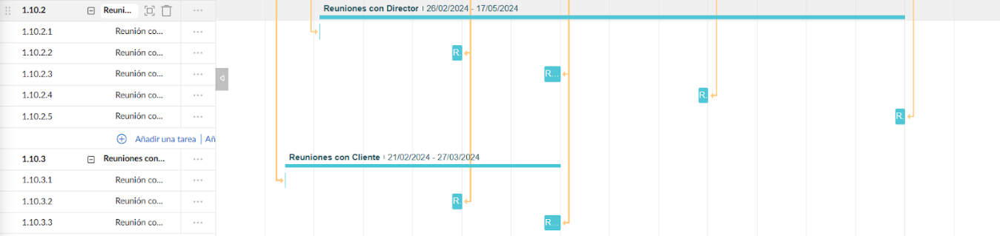 1.10.2 Reuni... ... Reuniones con Director 26/02/2024 - 17/05/2024
1.10.2.1 Reunión co... ...
1.10.2.2 Reunión co... ... R.
1.10.2.3 Reunión co... ... R...
1.10.2.4 Reunión co... ... R.
1.10.2.5 Reunión co... ... R.
Añadir una tarea | Añ
1.10.3 Reuniones con... ... Reuniones con Cliente 21/02/2024 - 27/03/2024
1.10.3.1 Reunión co... ...
1.10.3.2 Reunión co... ... R.
1.10.3.3 Reunión co... ... R...